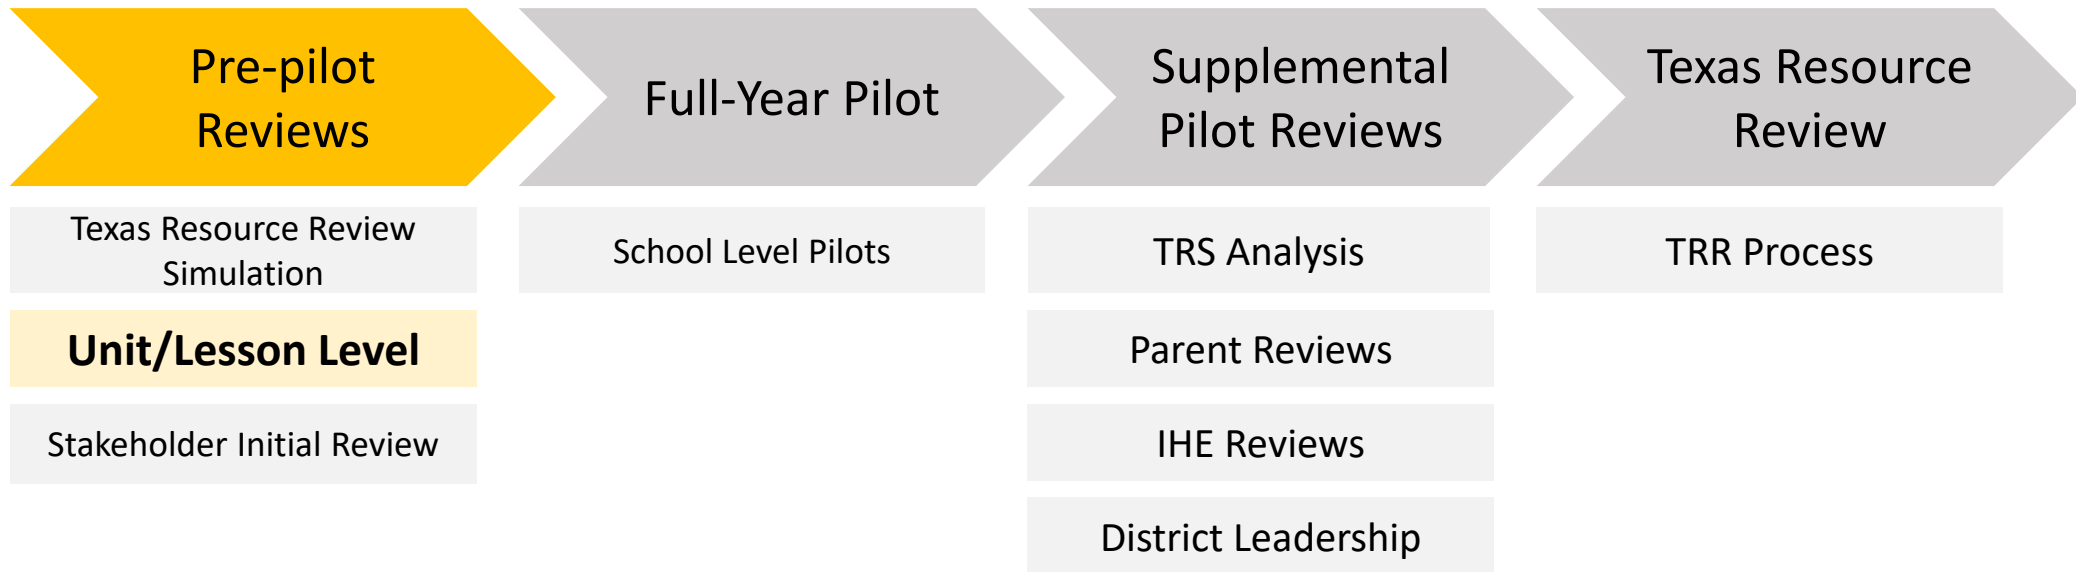 Pre-pilot
Reviews
Full-Year Pilot
Supplemental
Pilot Reviews
Texas Resource
Review
Texas Resource Review
Simulation
Unit/Lesson Level
Stakeholder Initial Review
School Level Pilots
TRS Analysis
Parent Reviews
IHE Reviews
District Leadership
TRR Process